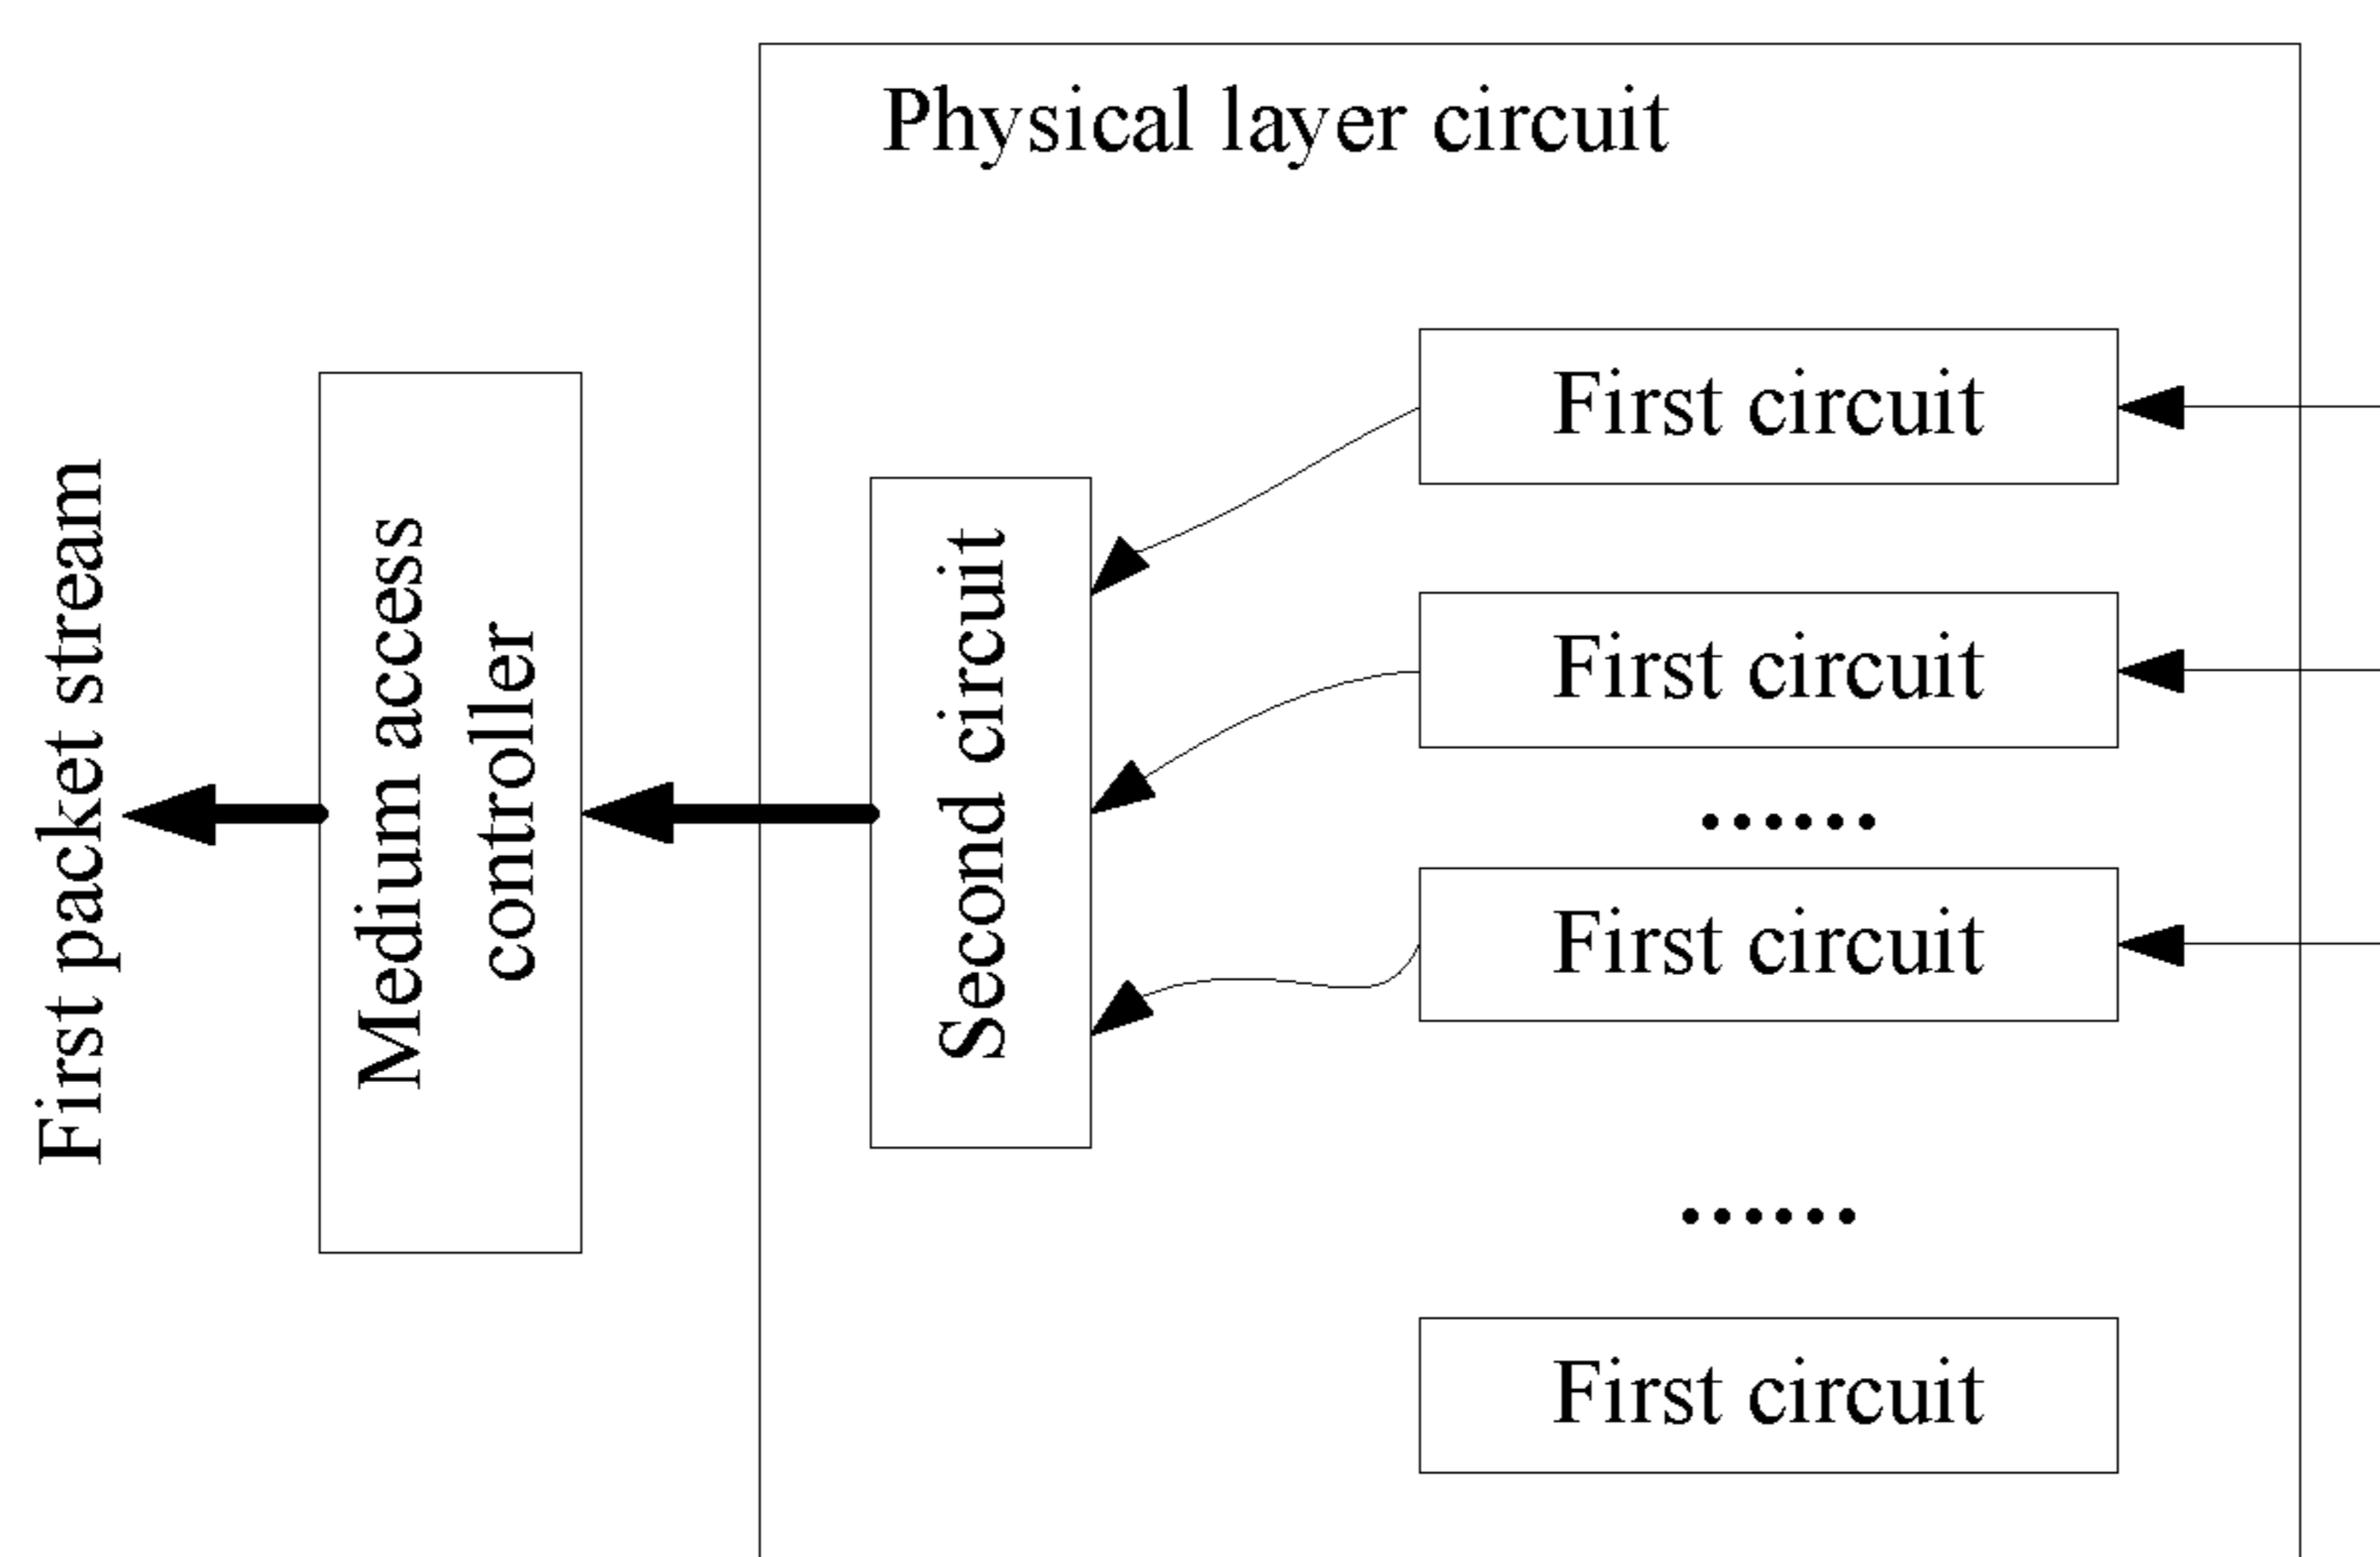 Physical layer circuit
First packet stream
Medium access
controller
Second circuit
First circuit
First circuit
......
First circuit
......
First circuit